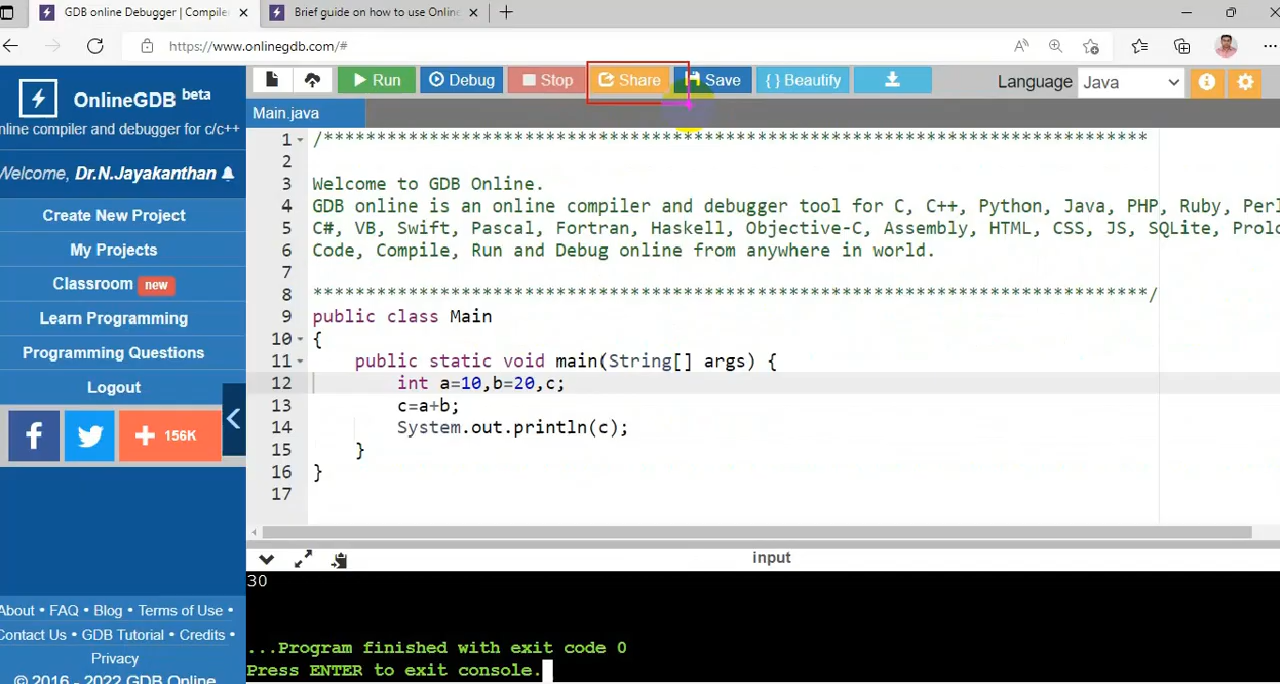 GDB online Debugger | Compiler
Brief guide on how to use Online
https://www.onlinegdb.com/#
OnlineGDB beta
nline compiler and debugger for c/c++
Welcome, Dr.N.Jayakanthan
Create New Project
My Projects
Classroom new
Learn Programming
Programming Questions
Logout
156K
About • FAQ • Blog • Terms of Use •
Contact Us • GDB Tutorial • Credits •
Privacy
© 2016 - 2022 GDB Online
Run Debug Stop Share Save { } Beautify Language Java
Main.java
1 /******************************************************************************
2
3 Welcome to GDB Online.
4 GDB online is an online compiler and debugger tool for C, C++, Python, Java, PHP, Ruby, Perl
5 C#, VB, Swift, Pascal, Fortran, Haskell, Objective-C, Assembly, HTML, CSS, JS, SQLite, Prolo
6 Code, Compile, Run and Debug online from anywhere in world.
7
8 *******************************************************************************/
9 public class Main
10 {
11 public static void main(String[] args) {
12 int a=10,b=20,c;
13 c=a+b;
14 System.out.println(c);
15 }
16 }
17
input
30
...Program finished with exit code 0
Press ENTER to exit console.